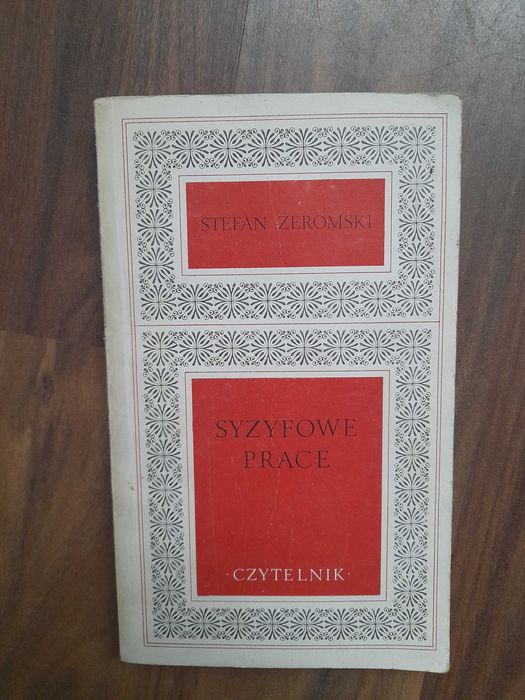 STEFAN ŻEROMSKI
SYZYFOWE
PRACE
· CZYTELNIK ·